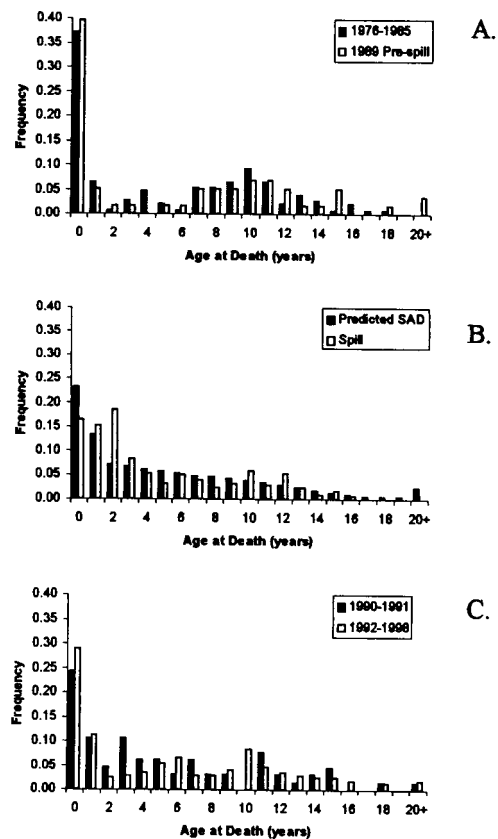 A.
1976-1985
1989 Pre-spill
Frequency
0.40
0.35
0.30
0.25
0.20
0.15
0.10
0.05
0.00
0 2 4 6 8 10 12 14 16 18 20+
Age at Death (years)
B.
Predicted SAD
Spill
Frequency
0.40
0.35
0.30
0.25
0.20
0.15
0.10
0.05
0.00
0 2 4 6 8 10 12 14 16 18 20+
Age at Death (years)
C.
1990-1991
1992-1998
Frequency
0.40
0.35
0.30
0.25
0.20
0.15
0.10
0.05
0.00
0 2 4 6 8 10 12 14 16 18 20+
Age at Death (years)